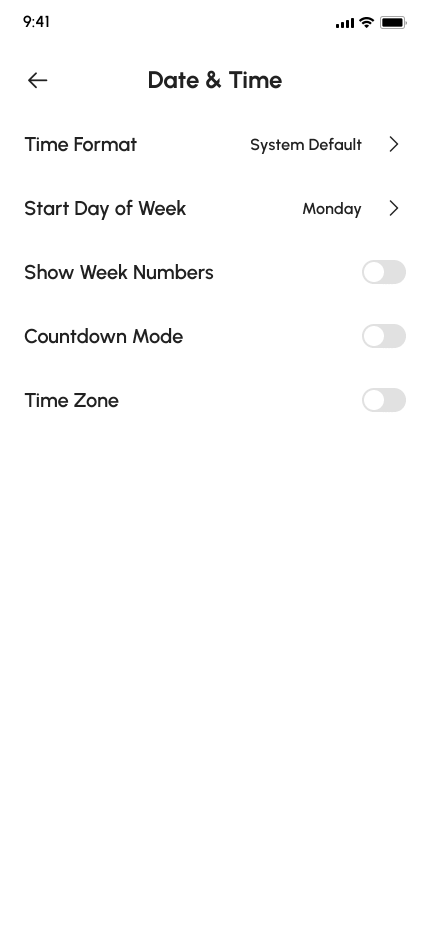 9:41
Date & Time
Time Format System Default
Start Day of Week Monday
Show Week Numbers
Countdown Mode
Time Zone